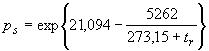 p_s = exp{21,094 − 5262 / (273,15 + t_r)}